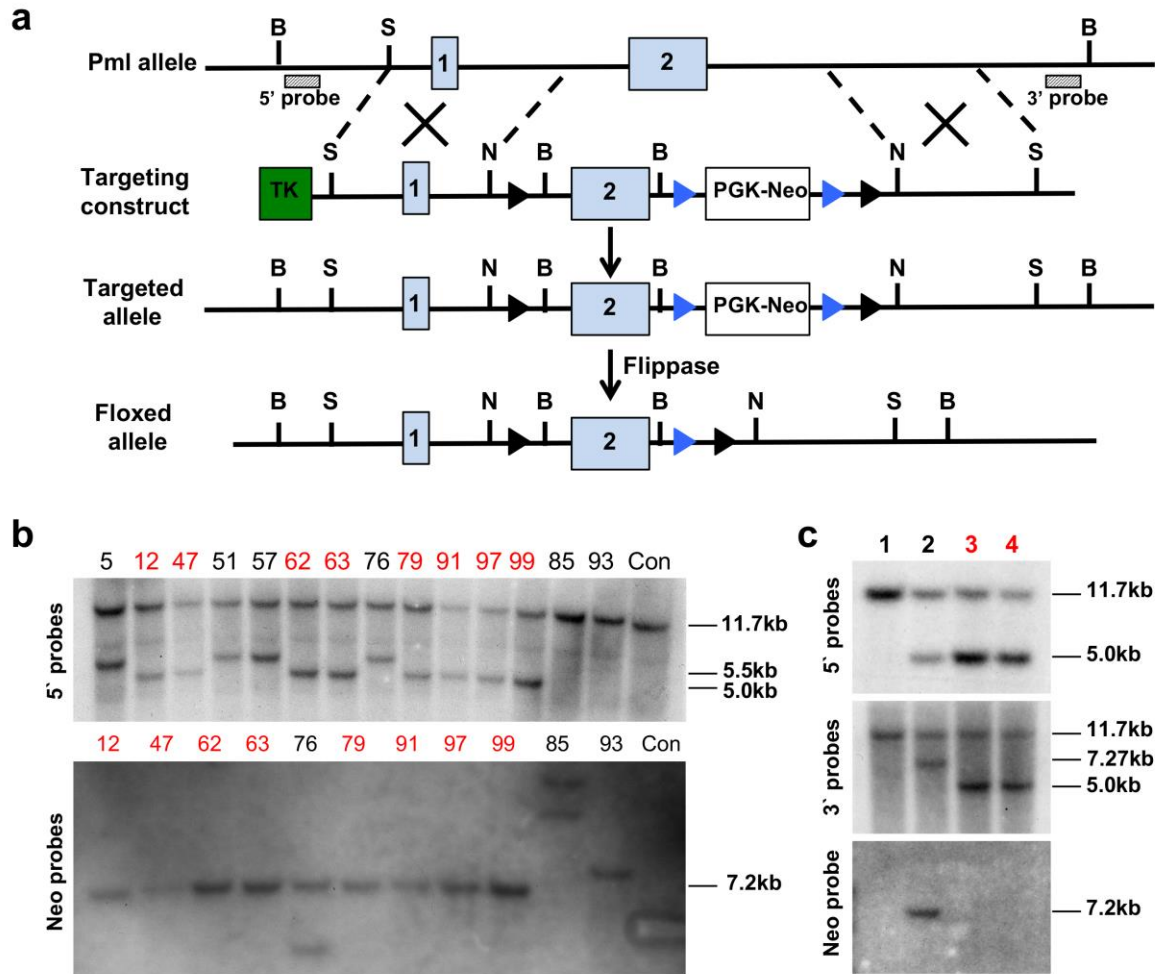 a
B S B
Pml allele 1 2
5' probe 3' probe
S N B B N S
Targeting construct TK 1 2 PGK-Neo
B S N B B N S B
Targeted allele 1 2 PGK-Neo
Flippase
B S N B B N S B
Floxed allele 1 2
b
5 12 47 51 57 62 63 76 79 91 97 99 85 93 Con
5` probes
11.7kb
5.5kb
5.0kb
12 47 62 63 76 79 91 97 99 85 93 Con
Neo probes
7.2kb
c
1 2 3 4
5` probes
11.7kb
5.0kb
3` probes
11.7kb
7.27kb
5.0kb
Neo probe
7.2kb